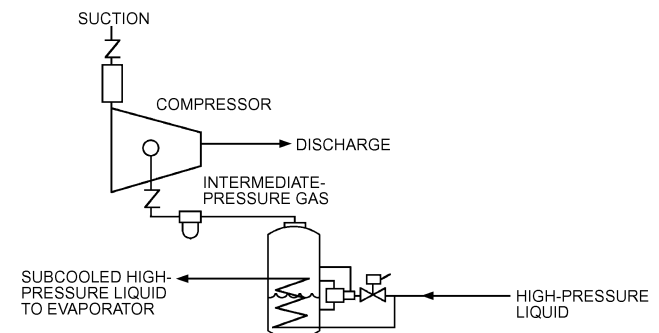 SUCTION
COMPRESSOR
DISCHARGE
INTERMEDIATE-
PRESSURE GAS
SUBCOOLED HIGH-
PRESSURE LIQUID
TO EVAPORATOR
HIGH-PRESSURE
LIQUID